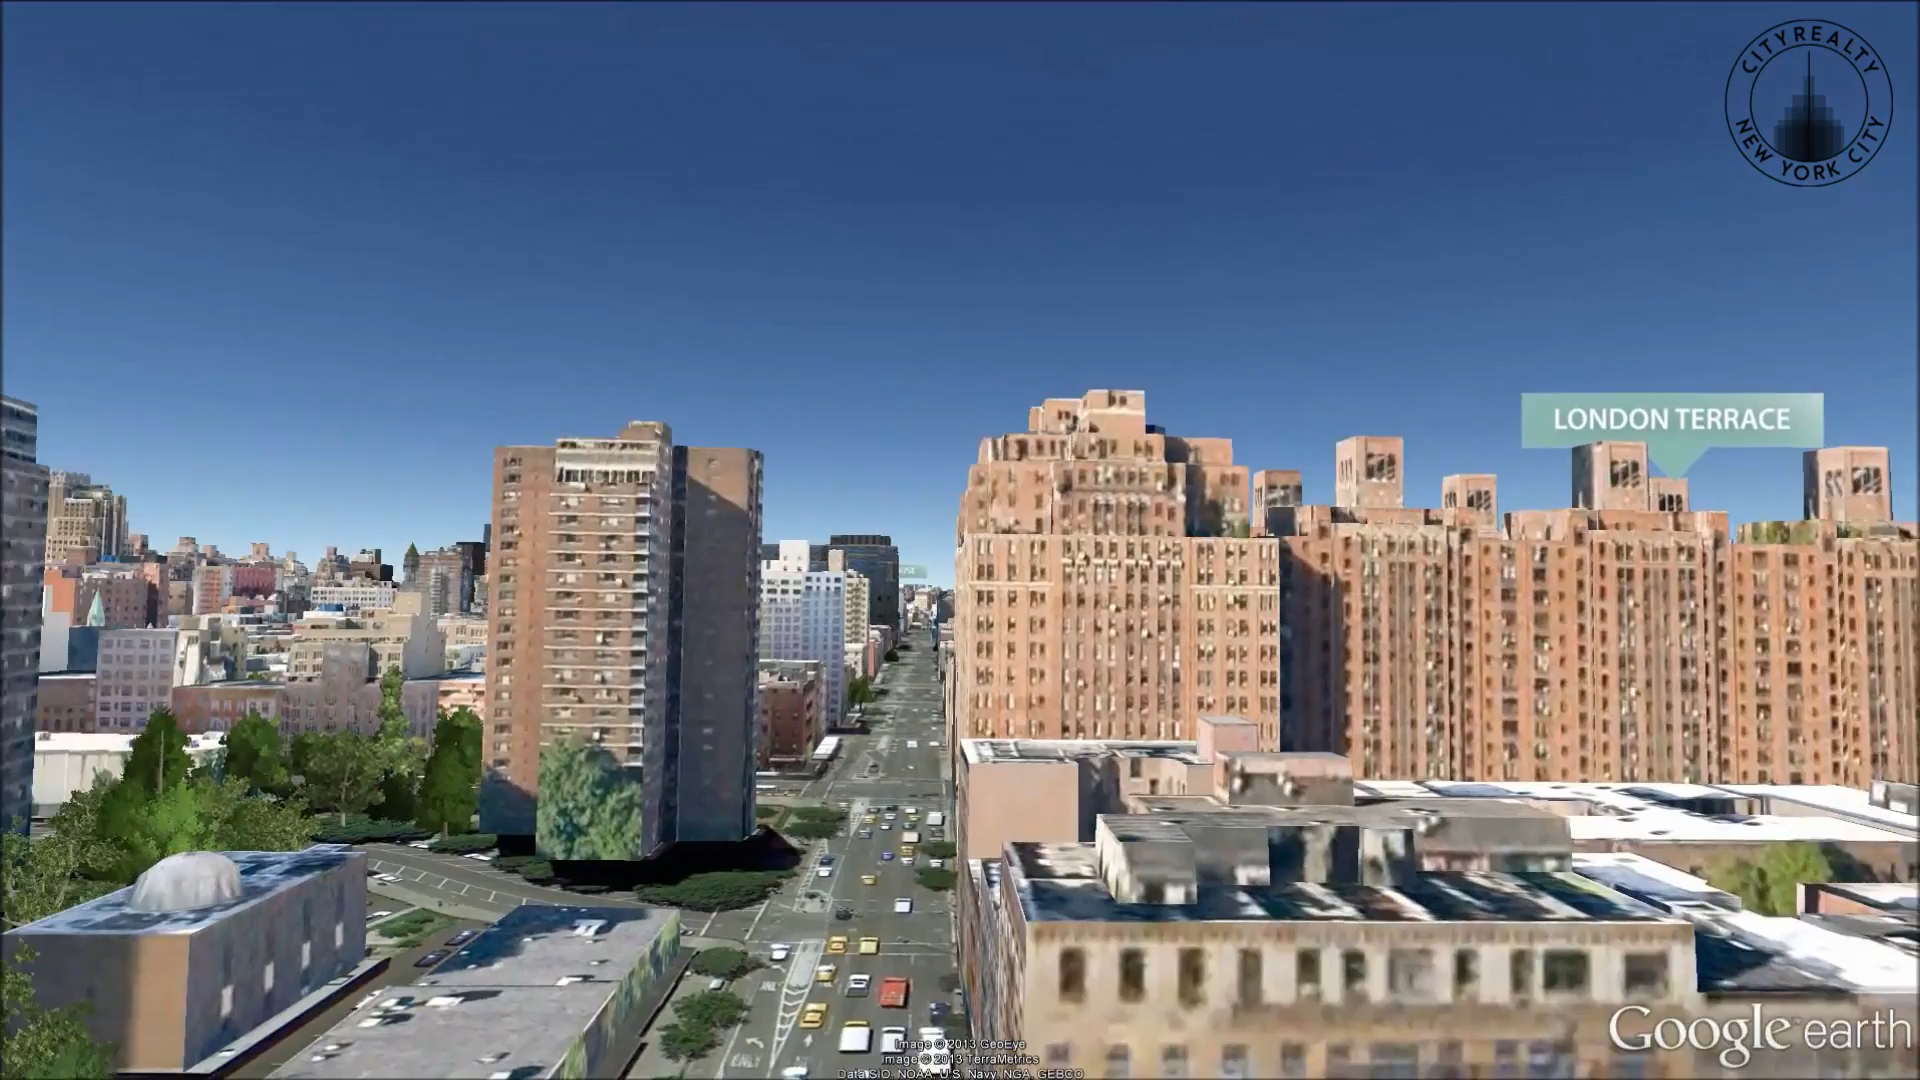 CITYREALTY
NEW YORK CITY
LONDON TERRACE
ONLY
Google earth
Image © 2013 GeoEye
Image © 2013 TerraMetrics
Data SIO, NOAA, U.S. Navy, NGA, GEBCO